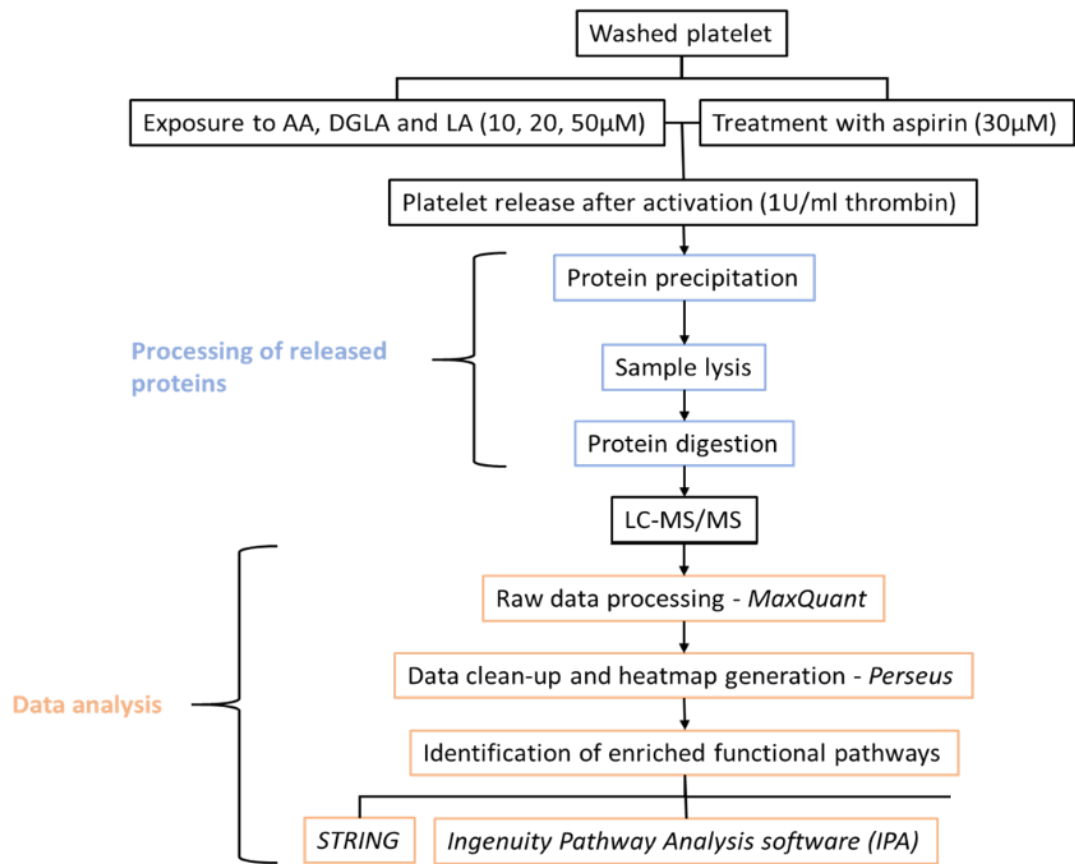 Washed platelet
Exposure to AA, DGLA and LA (10, 20, 50µM)
Treatment with aspirin (30µM)
Platelet release after activation (1U/ml thrombin)
Protein precipitation
Processing of released
proteins
Sample lysis
Protein digestion
LC-MS/MS
Raw data processing - MaxQuant
Data clean-up and heatmap generation - Perseus
Data analysis
Identification of enriched functional pathways
STRING
Ingenuity Pathway Analysis software (IPA)